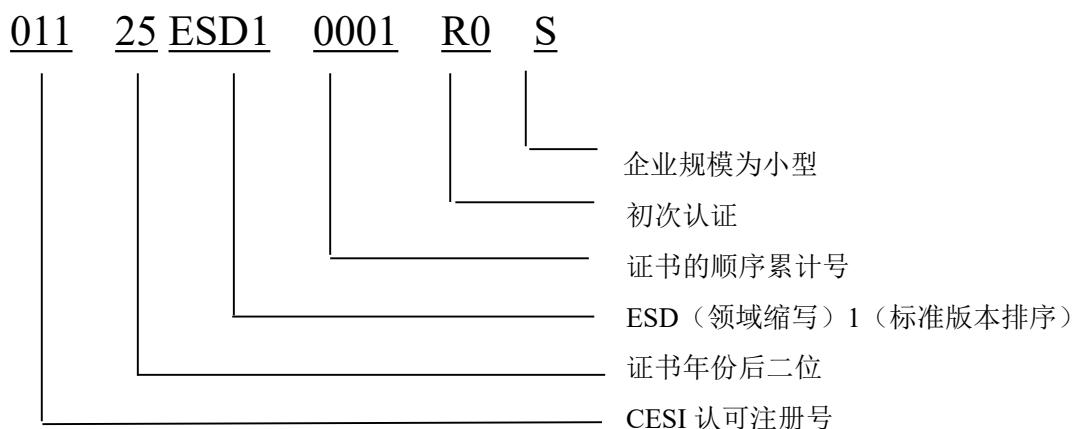 011 25 ESD1 0001 R0 S
企业规模为小型
初次认证
证书的顺序累计号
ESD（领域缩写）1（标准版本排序）
证书年份后二位
CESI 认可注册号